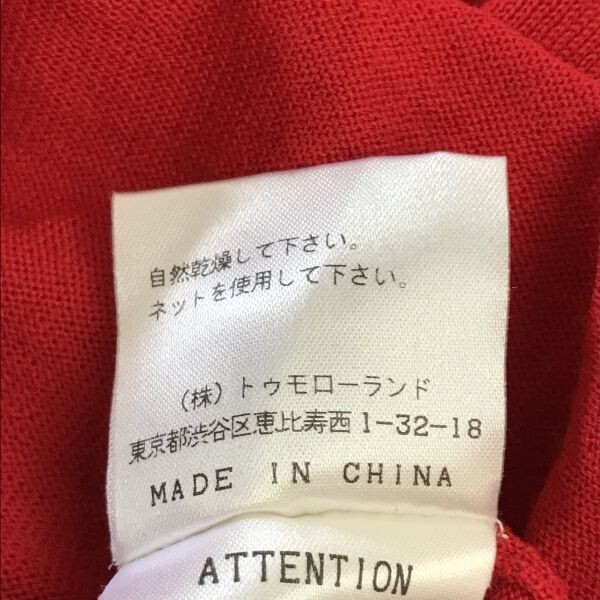 自然乾燥して下さい。
ネットを使用して下さい。
（株）トゥモローランド
東京都渋谷区恵比寿西1-32-18
MADE IN CHINA
ATTENTION